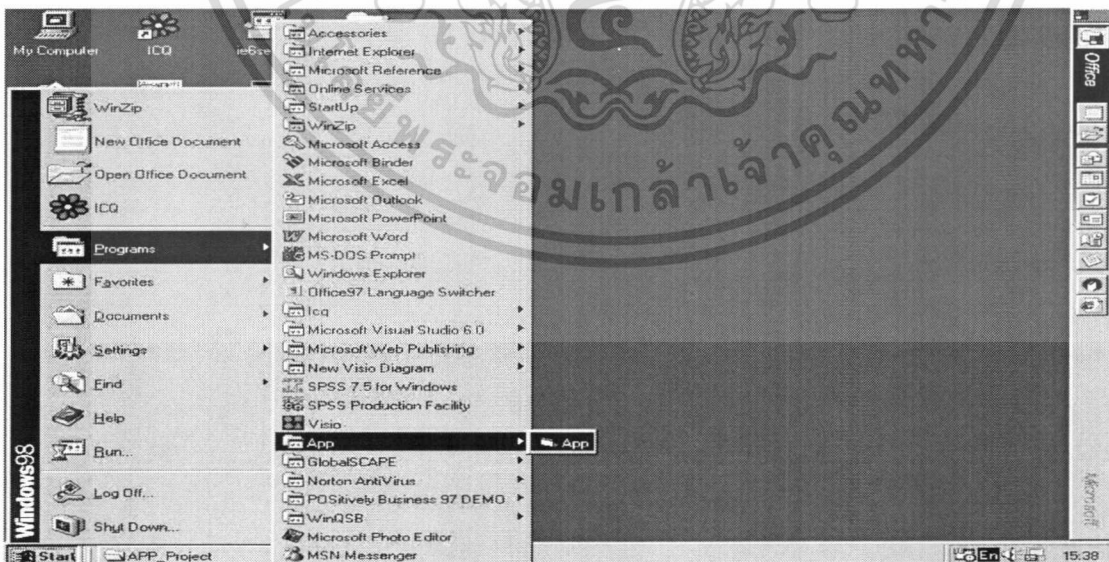 My Computer
ICQ
ie6se
WinZip
New Office Document
Open Office Document
ICQ
Programs
Favorites
Documents
Settings
Find
Help
Run...
Log Off...
Shut Down...
Windows98
Accessories
Internet Explorer
Microsoft Reference
Online Services
StartUp
WinZip
Microsoft Access
Microsoft Binder
Microsoft Excel
Microsoft Outlook
Microsoft PowerPoint
Microsoft Word
MS-DOS Prompt
Windows Explorer
Office97 Language Switcher
Icq
Microsoft Visual Studio 6.0
Microsoft Web Publishing
New Visio Diagram
SPSS 7.5 for Windows
SPSS Production Facility
Visio
App
GlobalSCAPE
Norton AntiVirus
POSitively Business 97 DEMO
WinQSB
Microsoft Photo Editor
MSN Messenger
App
Office
Microsoft
พระจอมเกล้าเจ้าคุณทหาร
Start
APP_Project
En
15:38